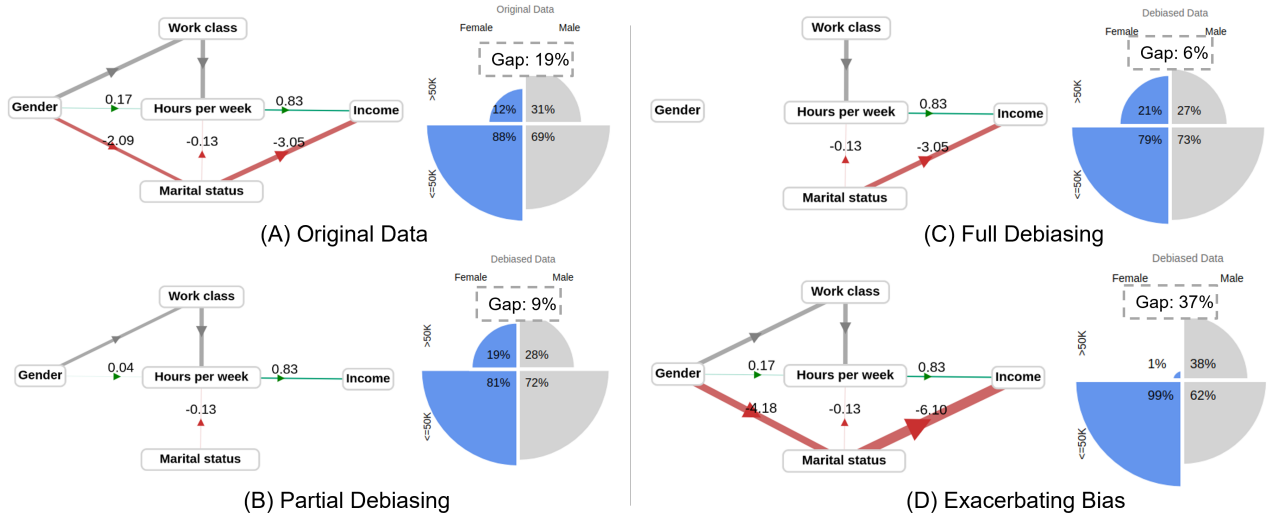 Original Data
Female Male
Gap: 19%
>50K
12% 31%
88% 69%
<=50K
Work class
Gender
0.17
Hours per week
0.83
Income
-2.09
-0.13
-3.05
Marital status
(A) Original Data
Debiased Data
Female Male
Gap: 6%
>50K
21% 27%
79% 73%
<=50K
Work class
Gender
Hours per week
0.83
Income
-0.13
-3.05
Marital status
(C) Full Debiasing
Debiased Data
Female Male
Gap: 9%
>50K
19% 28%
81% 72%
<=50K
Work class
Gender
0.04
Hours per week
0.83
Income
-0.13
Marital status
(B) Partial Debiasing
Debiased Data
Female Male
Gap: 37%
>50K
1% 38%
99% 62%
<=50K
Work class
Gender
0.17
Hours per week
0.83
Income
-4.18
-0.13
-6.10
Marital status
(D) Exacerbating Bias